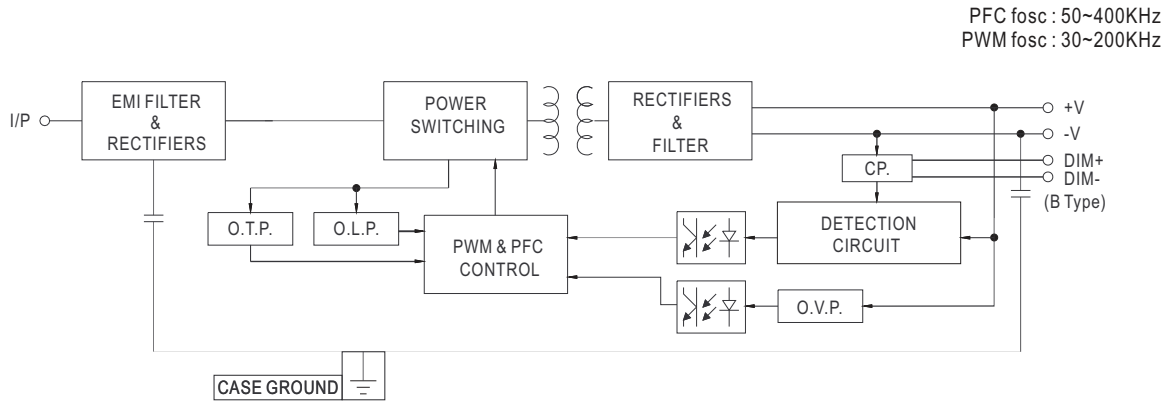 PFC fosc : 50~400KHz
PWM fosc : 30~200KHz
I/P
EMI FILTER
&
RECTIFIERS
POWER
SWITCHING
RECTIFIERS
&
FILTER
+V
-V
DIM+
DIM-
(B Type)
CP.
O.T.P.
O.L.P.
PWM & PFC
CONTROL
DETECTION
CIRCUIT
O.V.P.
CASE GROUND